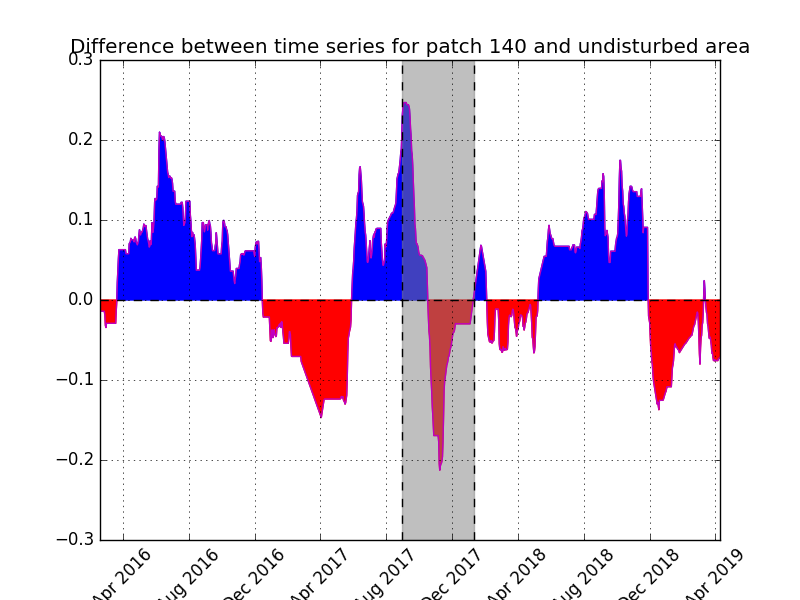 Difference between time series for patch 140 and undisturbed area
0.3
0.2
0.1
0.0
−0.1
−0.2
−0.3
Apr 2016
Aug 2016
Dec 2016
Apr 2017
Aug 2017
Dec 2017
Apr 2018
Aug 2018
Dec 2018
Apr 2019